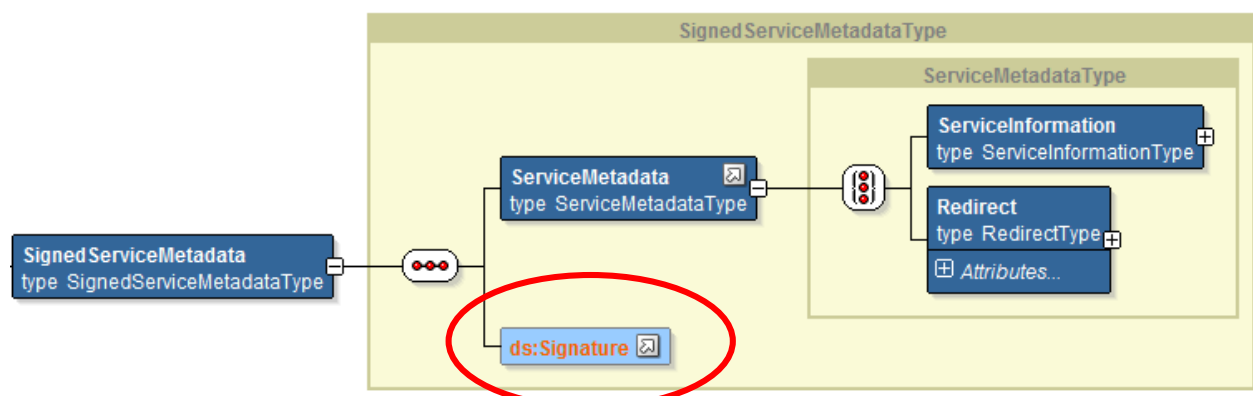 SignedServiceMetadataType
ServiceMetadataType
ServiceInformation
type ServiceInformationType
ServiceMetadata
type ServiceMetadataType
Redirect
type RedirectType
Attributes...
SignedServiceMetadata
type SignedServiceMetadataType
ds:Signature